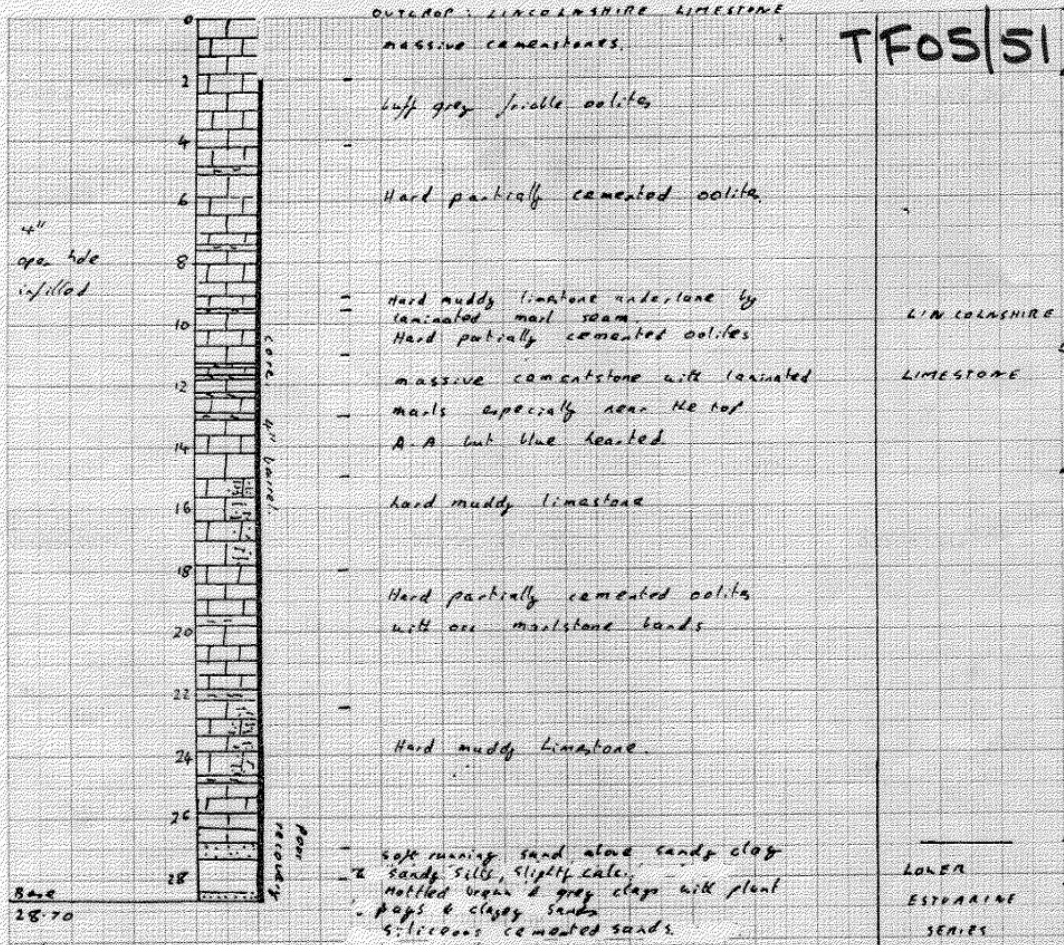 OUTCROP : LINCOLNSHIRE LIMESTONE
TF05/51
0
massive cementstones.
2
buff grey friable oolites
4
Hard partially cemented oolites.
6
4"
open hole
infilled
8
Hard muddy limestone underlane by
laminated marl seam.
10
LINCOLNSHIRE
Hard partially cemented oolites
core. 4" barrel.
massive cementstone with laminated
LIMESTONE
12
marls especially near the top
14
A.A but blue hearted
hard muddy limestone
16
18
Hard partially cemented oolites
with occ marlstone bands
20
22
Hard muddy Limestone.
24
26
Poor recovery
soft running sand above sandy clay
28
sandy silts, slightly calc.
LOWER
Mottled brown & grey clays with plant
Base
28.70
& clayey sands
ESTUARINE
Siliceous cemented sands.
SERIES